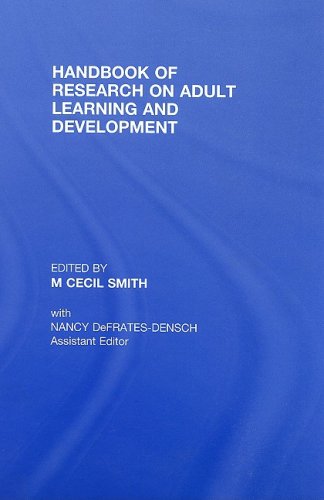 HANDBOOK OF
RESEARCH ON ADULT
LEARNING AND
DEVELOPMENT
EDITED BY
M CECIL SMITH
with
NANCY DeFRATES-DENSCH
Assistant Editor